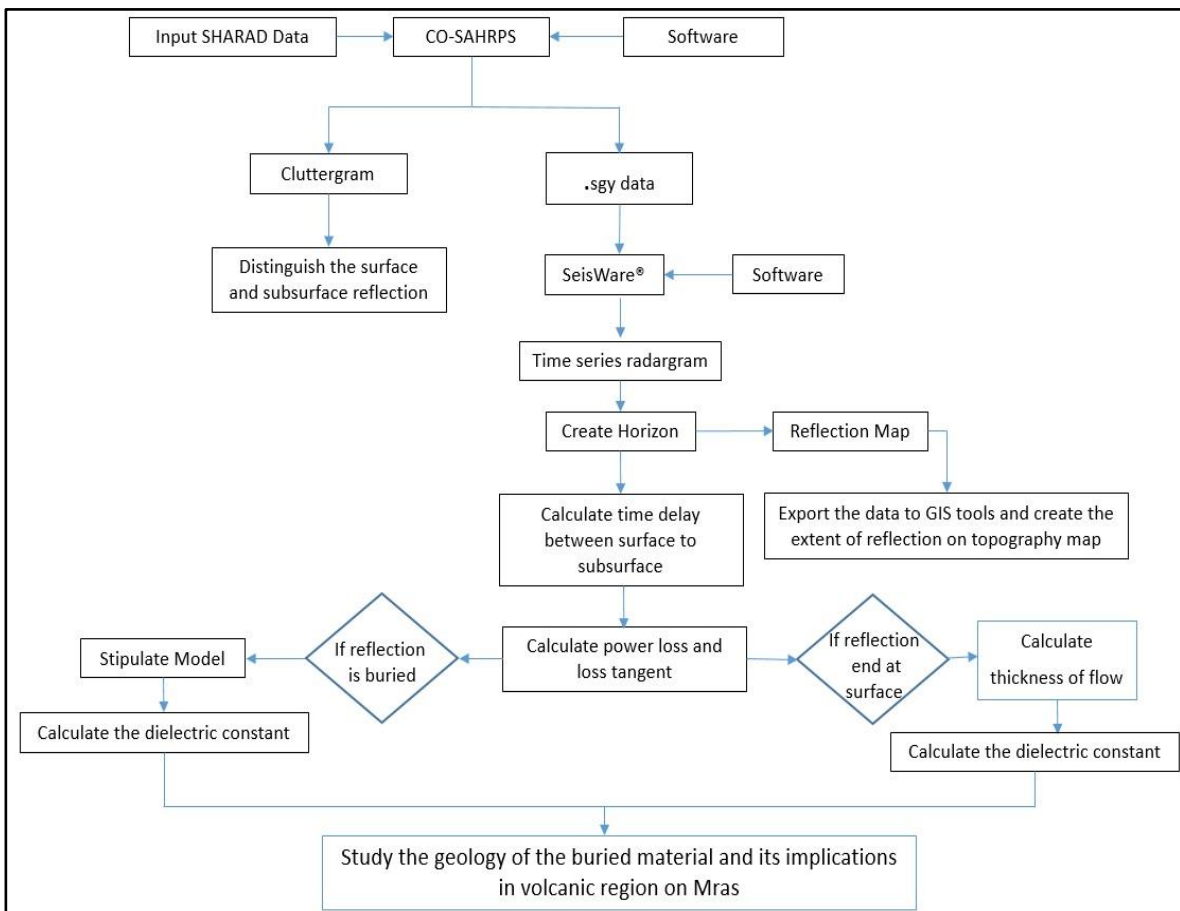 Input SHARAD Data
CO-SAHRPS
Software
Cluttergram
.sgy data
Distinguish the surface
and subsurface reflection
SeisWare®
Software
Time series radargram
Create Horizon
Reflection Map
Calculate time delay
between surface to
subsurface
Export the data to GIS tools and create the
extent of reflection on topography map
Stipulate Model
If reflection
is buried
Calculate power loss and
loss tangent
If reflection
end at
surface
Calculate
thickness of flow
Calculate the dielectric constant
Calculate the dielectric constant
Study the geology of the buried material and its implications
in volcanic region on Mras